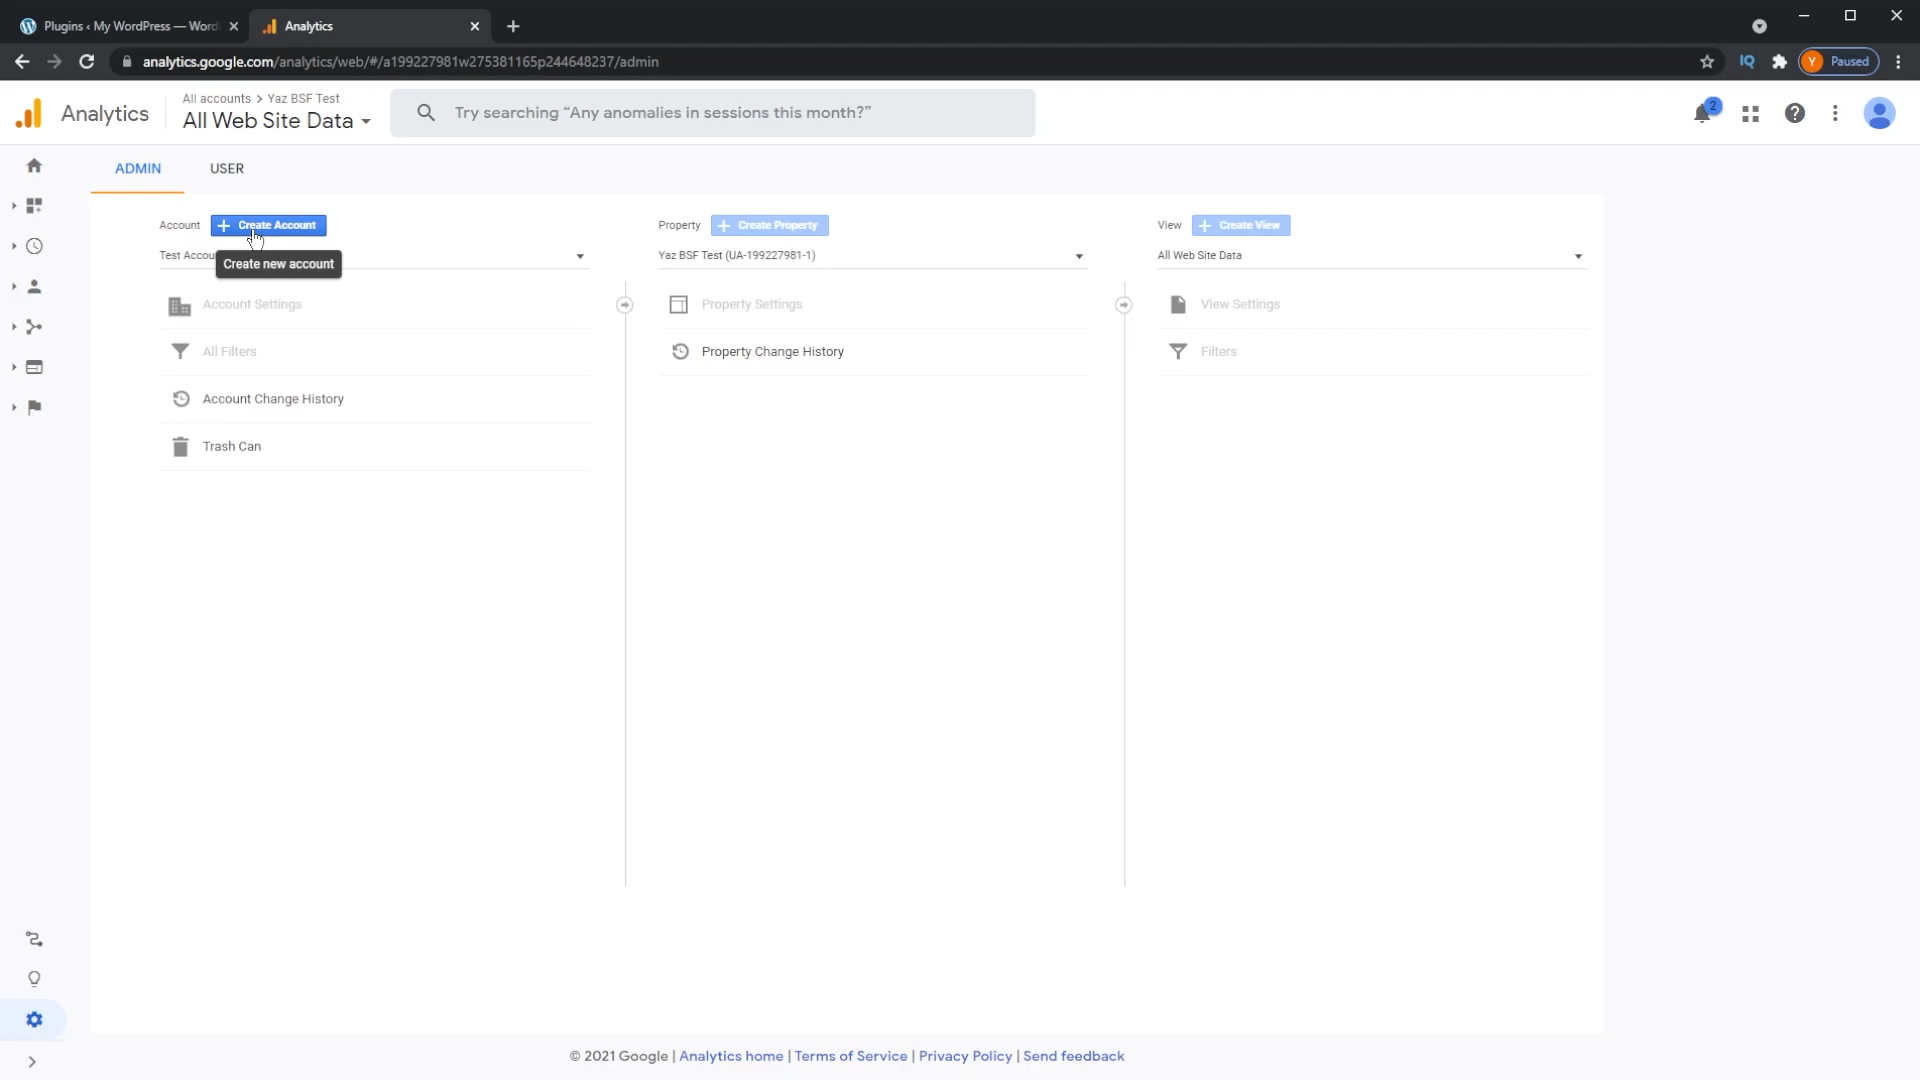 Plugins ‹ My WordPress — Word
Analytics
analytics.google.com/analytics/web/#/a199227981w275381165p244648237/admin
IQ
Y Paused
Analytics
All accounts > Yaz BSF Test
All Web Site Data
Try searching “Any anomalies in sessions this month?”
2
ADMIN USER
Account + Create Account
Property + Create Property
View + Create View
Test
Create new account
Yaz BSF Test (UA-199227981-1)
All Web Site Data
Account Settings
Property Settings
View Settings
All Filters
Property Change History
Filters
Account Change History
Trash Can
© 2021 Google | Analytics home | Terms of Service | Privacy Policy | Send feedback